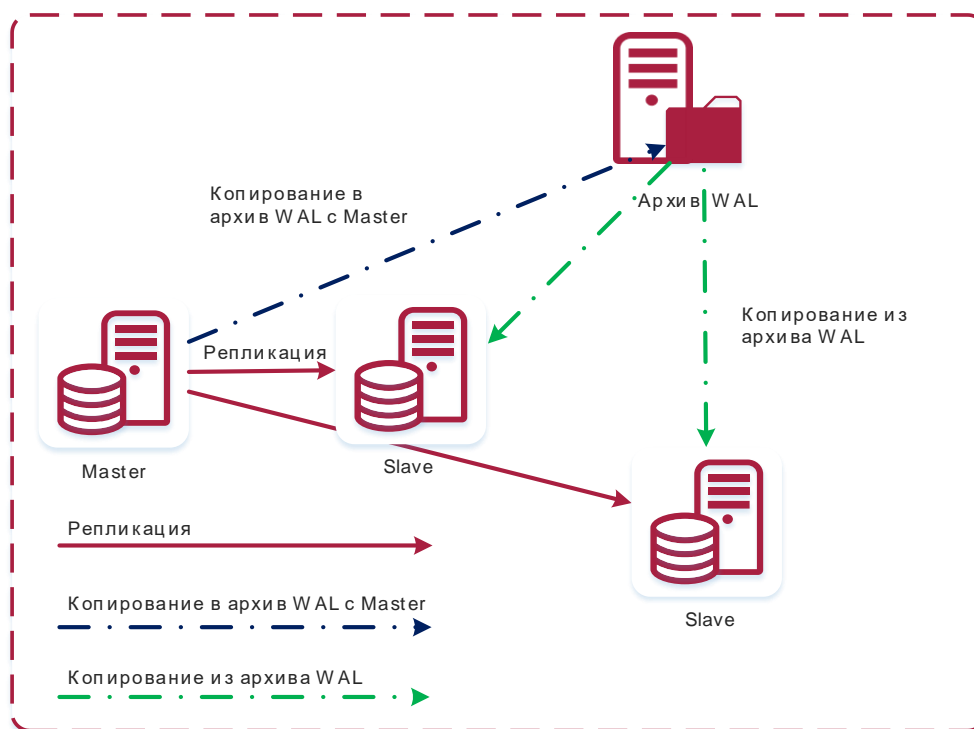 Копирование в
архив WAL с Master
Архив WAL
Копирование из
архива WAL
Репликация
Master
Slave
Slave
Репликация
Копирование в архив WAL с Master
Копирование из архива WAL